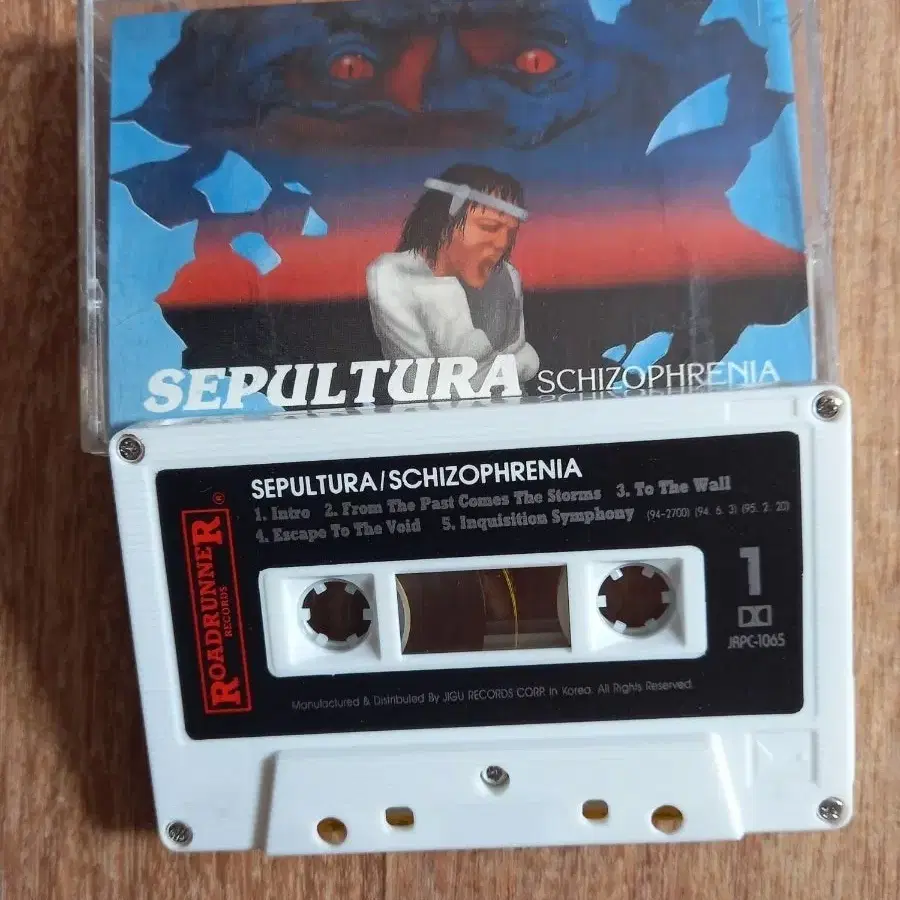 SEPULTURA SCHIZOPHRENIA
SEPULTURA/SCHIZOPHRENIA
1. Intro 2. From The Past Comes The Storms 3. To The Wall
4. Escape To The Void 5. Inquisition Symphony (94-2700) (94. 6. 3) (95. 2. 20)
ROADRUNNER ®
RECORDS
1
JRPC-1065
Manufactured & Distributed By JIGU RECORDS CORP. In Korea. All Rights Reserved.